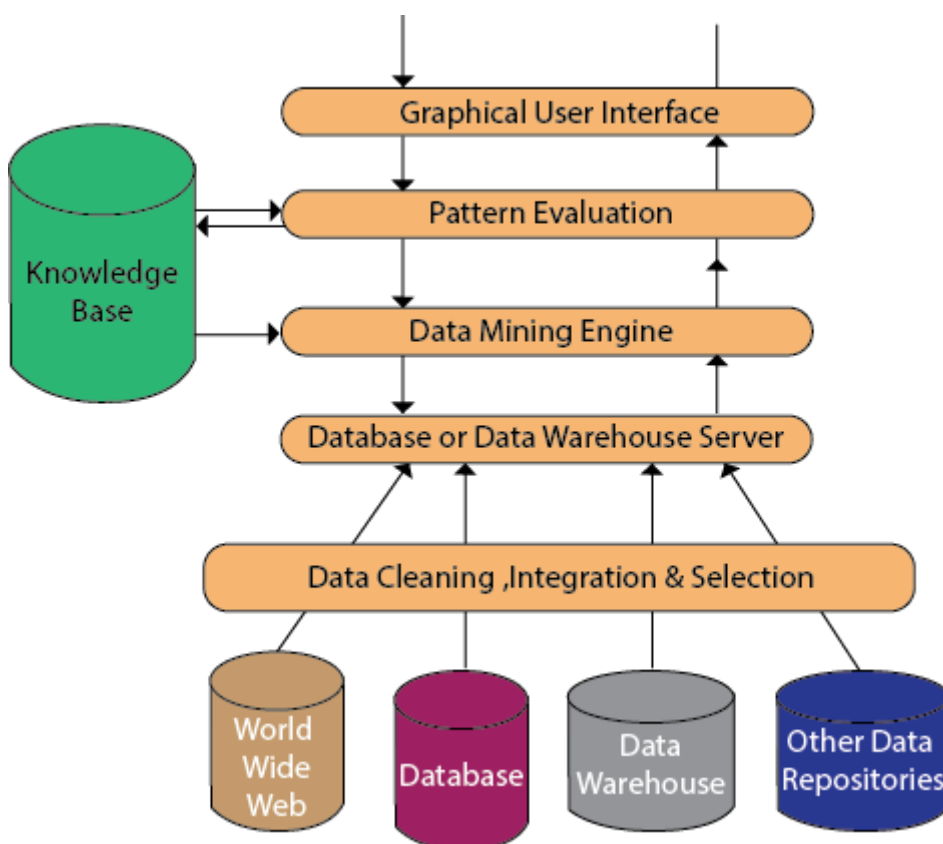 Graphical User Interface
Pattern Evaluation
Knowledge
Base
Data Mining Engine
Database or Data Warehouse Server
Data Cleaning ,Integration & Selection
World
Wide
Web
Database
Data
Warehouse
Other Data
Repositories